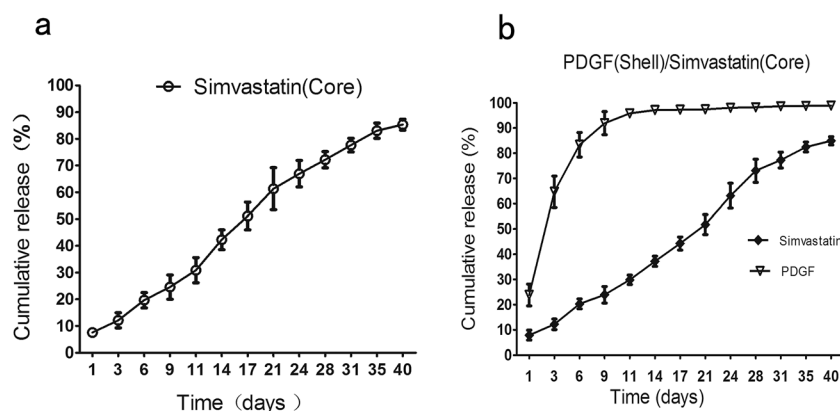 a
Simvastatin(Core)
100
90
80
70
60
50
40
30
20
10
0
Cumulative release (%)
1 3 6 9 11 14 17 21 24 28 31 35 40
Time (days)
b
PDGF(Shell)/Simvastatin(Core)
100
90
80
70
60
50
40
30
20
10
0
Cumulative release (%)
Simvastatin
PDGF
1 3 6 9 11 14 17 21 24 28 31 35 40
Time (days)